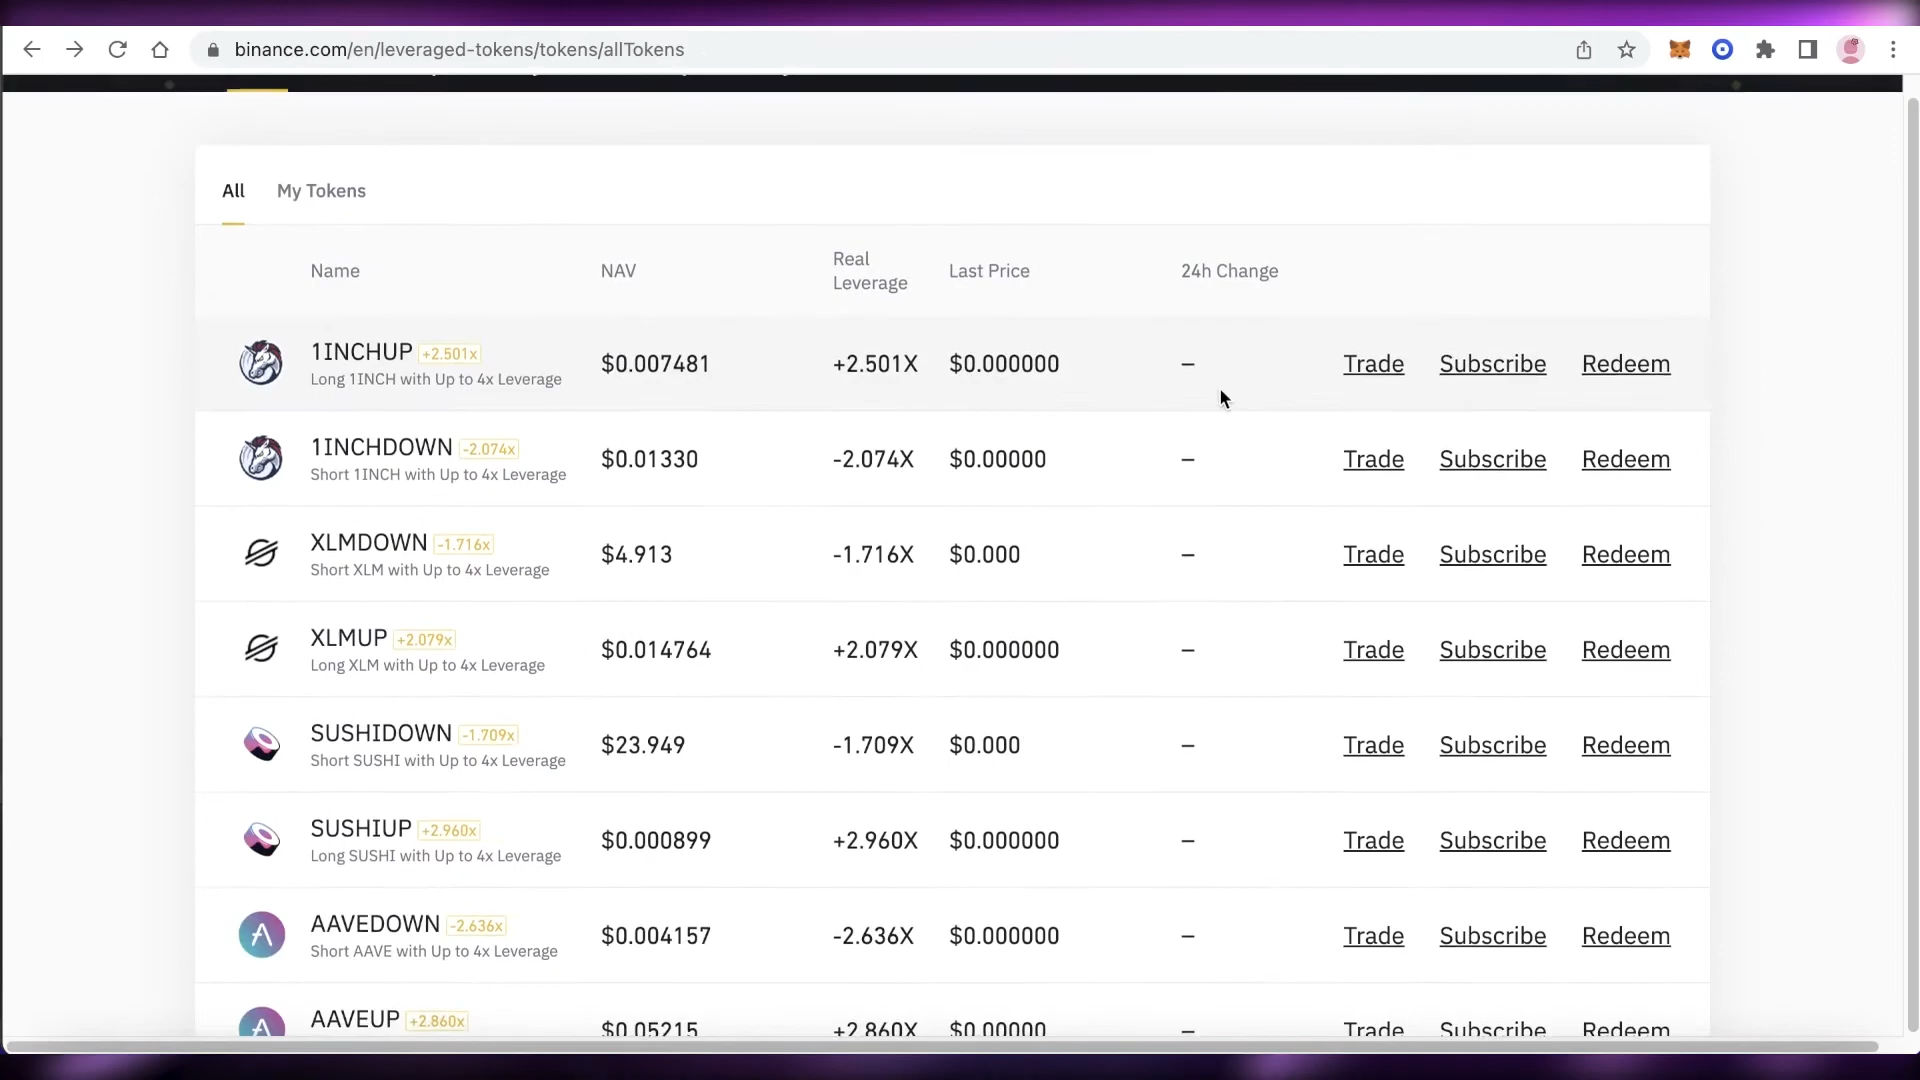 binance.com/en/leveraged-tokens/tokens/allTokens
All My Tokens
Name NAV Real Leverage Last Price 24h Change
1INCHUP +2.501x
Long 1INCH with Up to 4x Leverage
$0.007481 +2.501X $0.000000 – Trade Subscribe Redeem
1INCHDOWN -2.074x
Short 1INCH with Up to 4x Leverage
$0.01330 -2.074X $0.00000 – Trade Subscribe Redeem
XLMDOWN -1.716x
Short XLM with Up to 4x Leverage
$4.913 -1.716X $0.000 – Trade Subscribe Redeem
XLMUP +2.079x
Long XLM with Up to 4x Leverage
$0.014764 +2.079X $0.000000 – Trade Subscribe Redeem
SUSHIDOWN -1.709x
Short SUSHI with Up to 4x Leverage
$23.949 -1.709X $0.000 – Trade Subscribe Redeem
SUSHIUP +2.960x
Long SUSHI with Up to 4x Leverage
$0.000899 +2.960X $0.000000 – Trade Subscribe Redeem
AAVEDOWN -2.636x
Short AAVE with Up to 4x Leverage
$0.004157 -2.636X $0.000000 – Trade Subscribe Redeem
AAVEUP +2.860x
$0.05215 +2.860X $0.00000 – Trade Subscribe Redeem